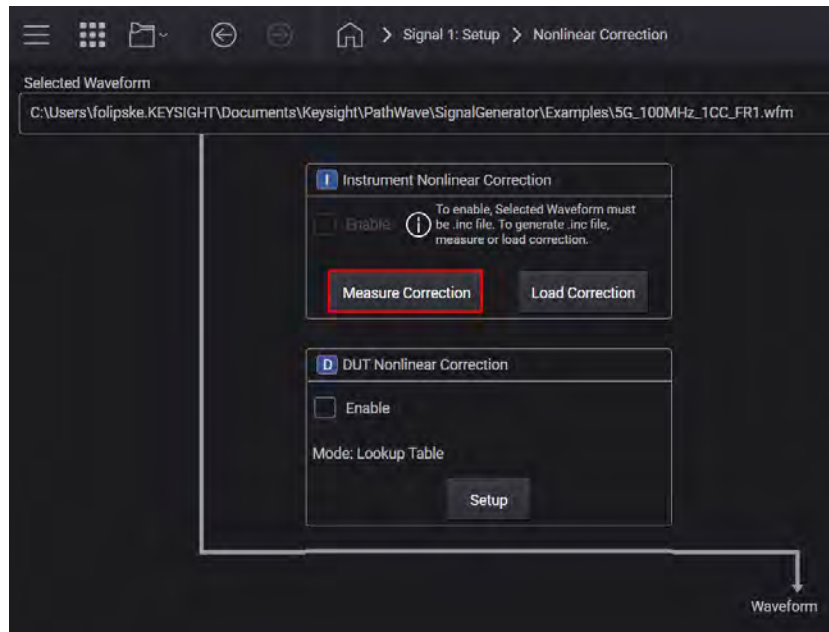 Signal 1: Setup > Nonlinear Correction
Selected Waveform
C:\Users\folipske.KEYSIGHT\Documents\Keysight\PathWave\SignalGenerator\Examples\5G_100MHz_1CC_FR1.wfm
I Instrument Nonlinear Correction
Enable
To enable, Selected Waveform must
be .inc file. To generate .inc file,
measure or load correction.
Measure Correction Load Correction
D DUT Nonlinear Correction
Enable
Mode: Lookup Table
Setup
Waveform